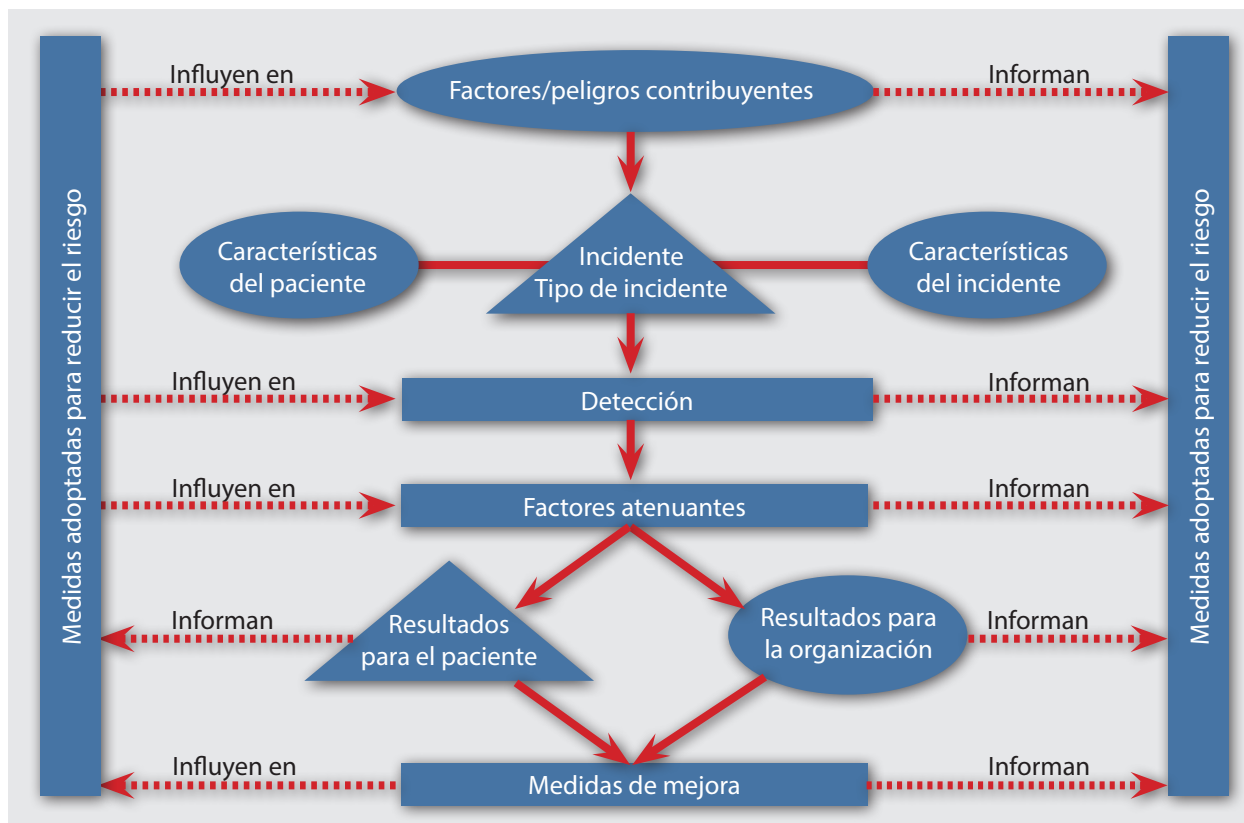 Influyen en
Factores/peligros contribuyentes
Informan
Medidas adoptadas para reducir el riesgo
Medidas adoptadas para reducir el riesgo
Características
del paciente
Incidente
Tipo de incidente
Características
del incidente
Influyen en
Detección
Informan
Influyen en
Factores atenuantes
Informan
Informan
Resultados
para el paciente
Resultados para
la organización
Informan
Influyen en
Medidas de mejora
Informan